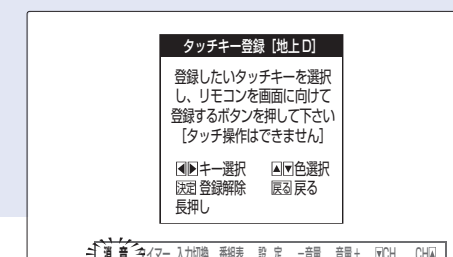 タッチキー登録［地上D］
登録したいタッチキーを選択
し、リモコンを画面に向けて
登録するボタンを押して下さい
［タッチ操作はできません］
◀▶キー選択 ▲▼色選択
決定 登録解除 戻る 戻る
長押し
消 音 タイマー 入力切換 番組表 設 定 −音量 音量＋ ▼CH CH▲